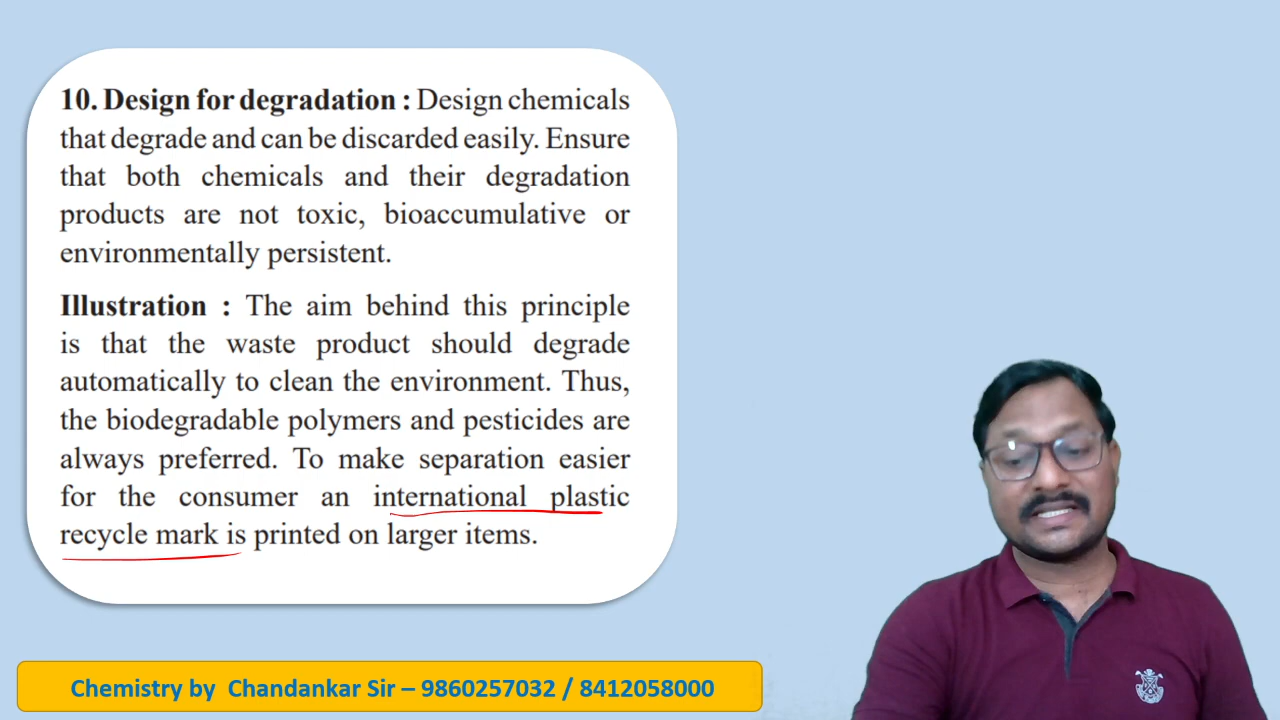 10. Design for degradation : Design chemicals
that degrade and can be discarded easily. Ensure
that both chemicals and their degradation
products are not toxic, bioaccumulative or
environmentally persistent.
Illustration : The aim behind this principle
is that the waste product should degrade
automatically to clean the environment. Thus,
the biodegradable polymers and pesticides are
always preferred. To make separation easier
for the consumer an international plastic
recycle mark is printed on larger items.
Chemistry by Chandankar Sir – 9860257032 / 8412058000